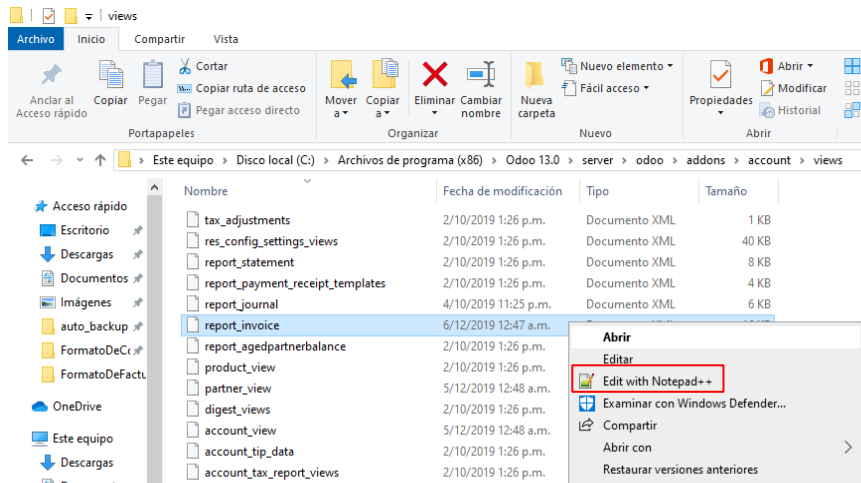 views
Archivo Inicio Compartir Vista
Anclar al Acceso rápido
Copiar
Pegar
Cortar
Copiar ruta de acceso
Pegar acceso directo
Mover a
Copiar a
Eliminar
Cambiar nombre
Nueva carpeta
Nuevo elemento
Fácil acceso
Propiedades
Abrir
Modificar
Historial
Portapapeles Organizar Nuevo Abrir
Este equipo > Disco local (C:) > Archivos de programa (x86) > Odoo 13.0 > server > odoo > addons > account > views
Nombre Fecha de modificación Tipo Tamaño
Acceso rápido
Escritorio
Descargas
Documentos
Imágenes
auto_backup
FormatoDeCo
FormatoDeFactu
OneDrive
Este equipo
Descargas
tax_adjustments 2/10/2019 1:26 p.m. Documento XML 1 KB
res_config_settings_views 2/10/2019 1:26 p.m. Documento XML 40 KB
report_statement 2/10/2019 1:26 p.m. Documento XML 8 KB
report_payment_receipt_templates 2/10/2019 1:26 p.m. Documento XML 4 KB
report_journal 4/10/2019 11:25 p.m. Documento XML 6 KB
report_invoice 6/12/2019 12:47 a.m.
report_agedpartnerbalance 2/10/2019 1:26 p.m.
product_view 2/10/2019 1:26 p.m.
partner_view 5/12/2019 12:48 a.m.
digest_views 2/10/2019 1:26 p.m.
account_view 5/12/2019 12:48 a.m.
account_tip_data 2/10/2019 1:26 p.m.
account_tax_report_views 2/10/2019 1:26 p.m.
Abrir
Editar
Edit with Notepad++
Examinar con Windows Defender...
Compartir
Abrir con
Restaurar versiones anteriores